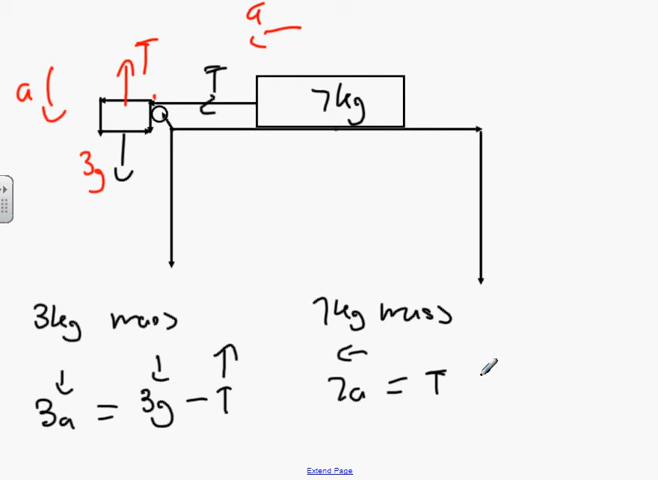 a
T
a T 7kg
3g
3kg mass 7kg mass
3a = 3g - T 7a = T
Extend Page